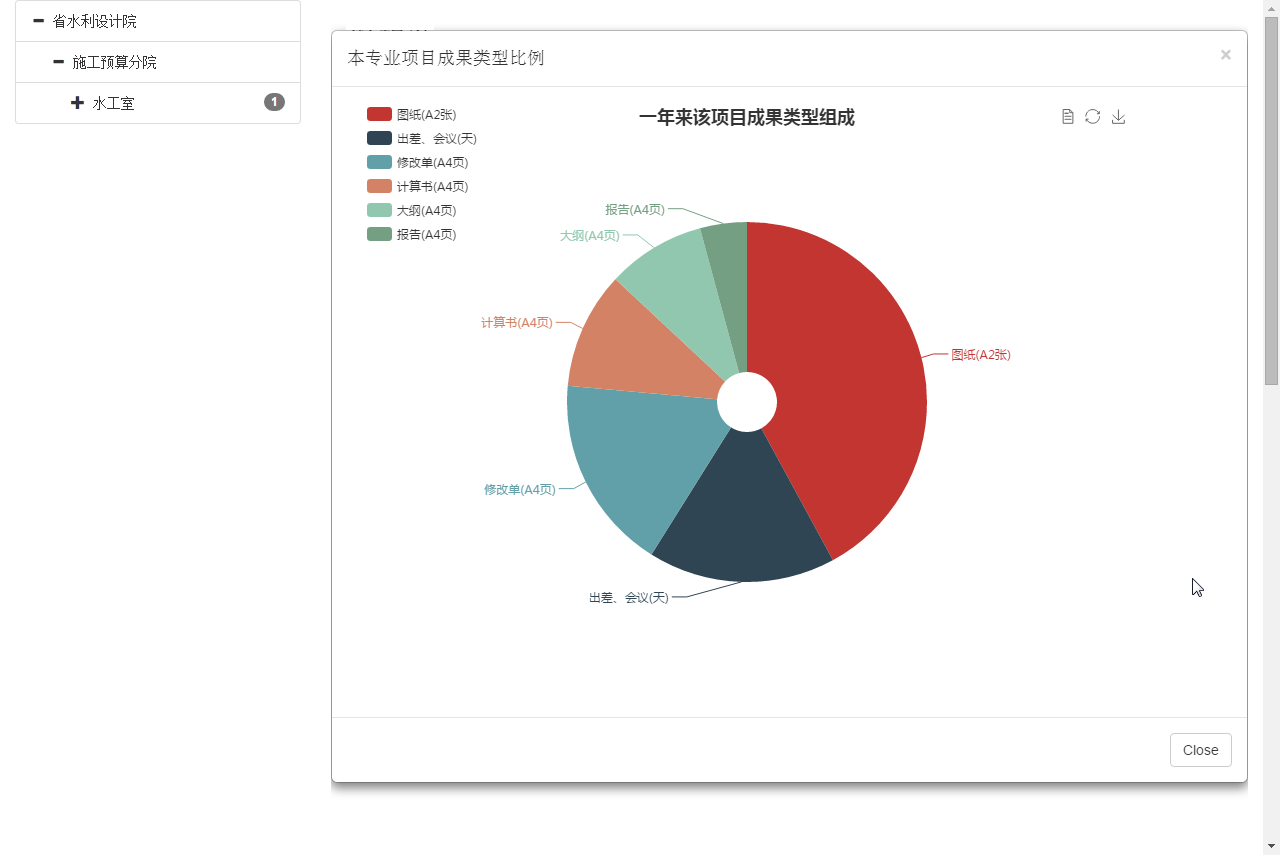 省水利设计院
施工预算分院
水工室 1
本专业项目成果类型比例 ×
一年来该项目成果类型组成
图纸(A2张)
出差、会议(天)
修改单(A4页)
计算书(A4页)
大纲(A4页)
报告(A4页)
报告(A4页)
大纲(A4页)
计算书(A4页)
图纸(A2张)
修改单(A4页)
出差、会议(天)
Close